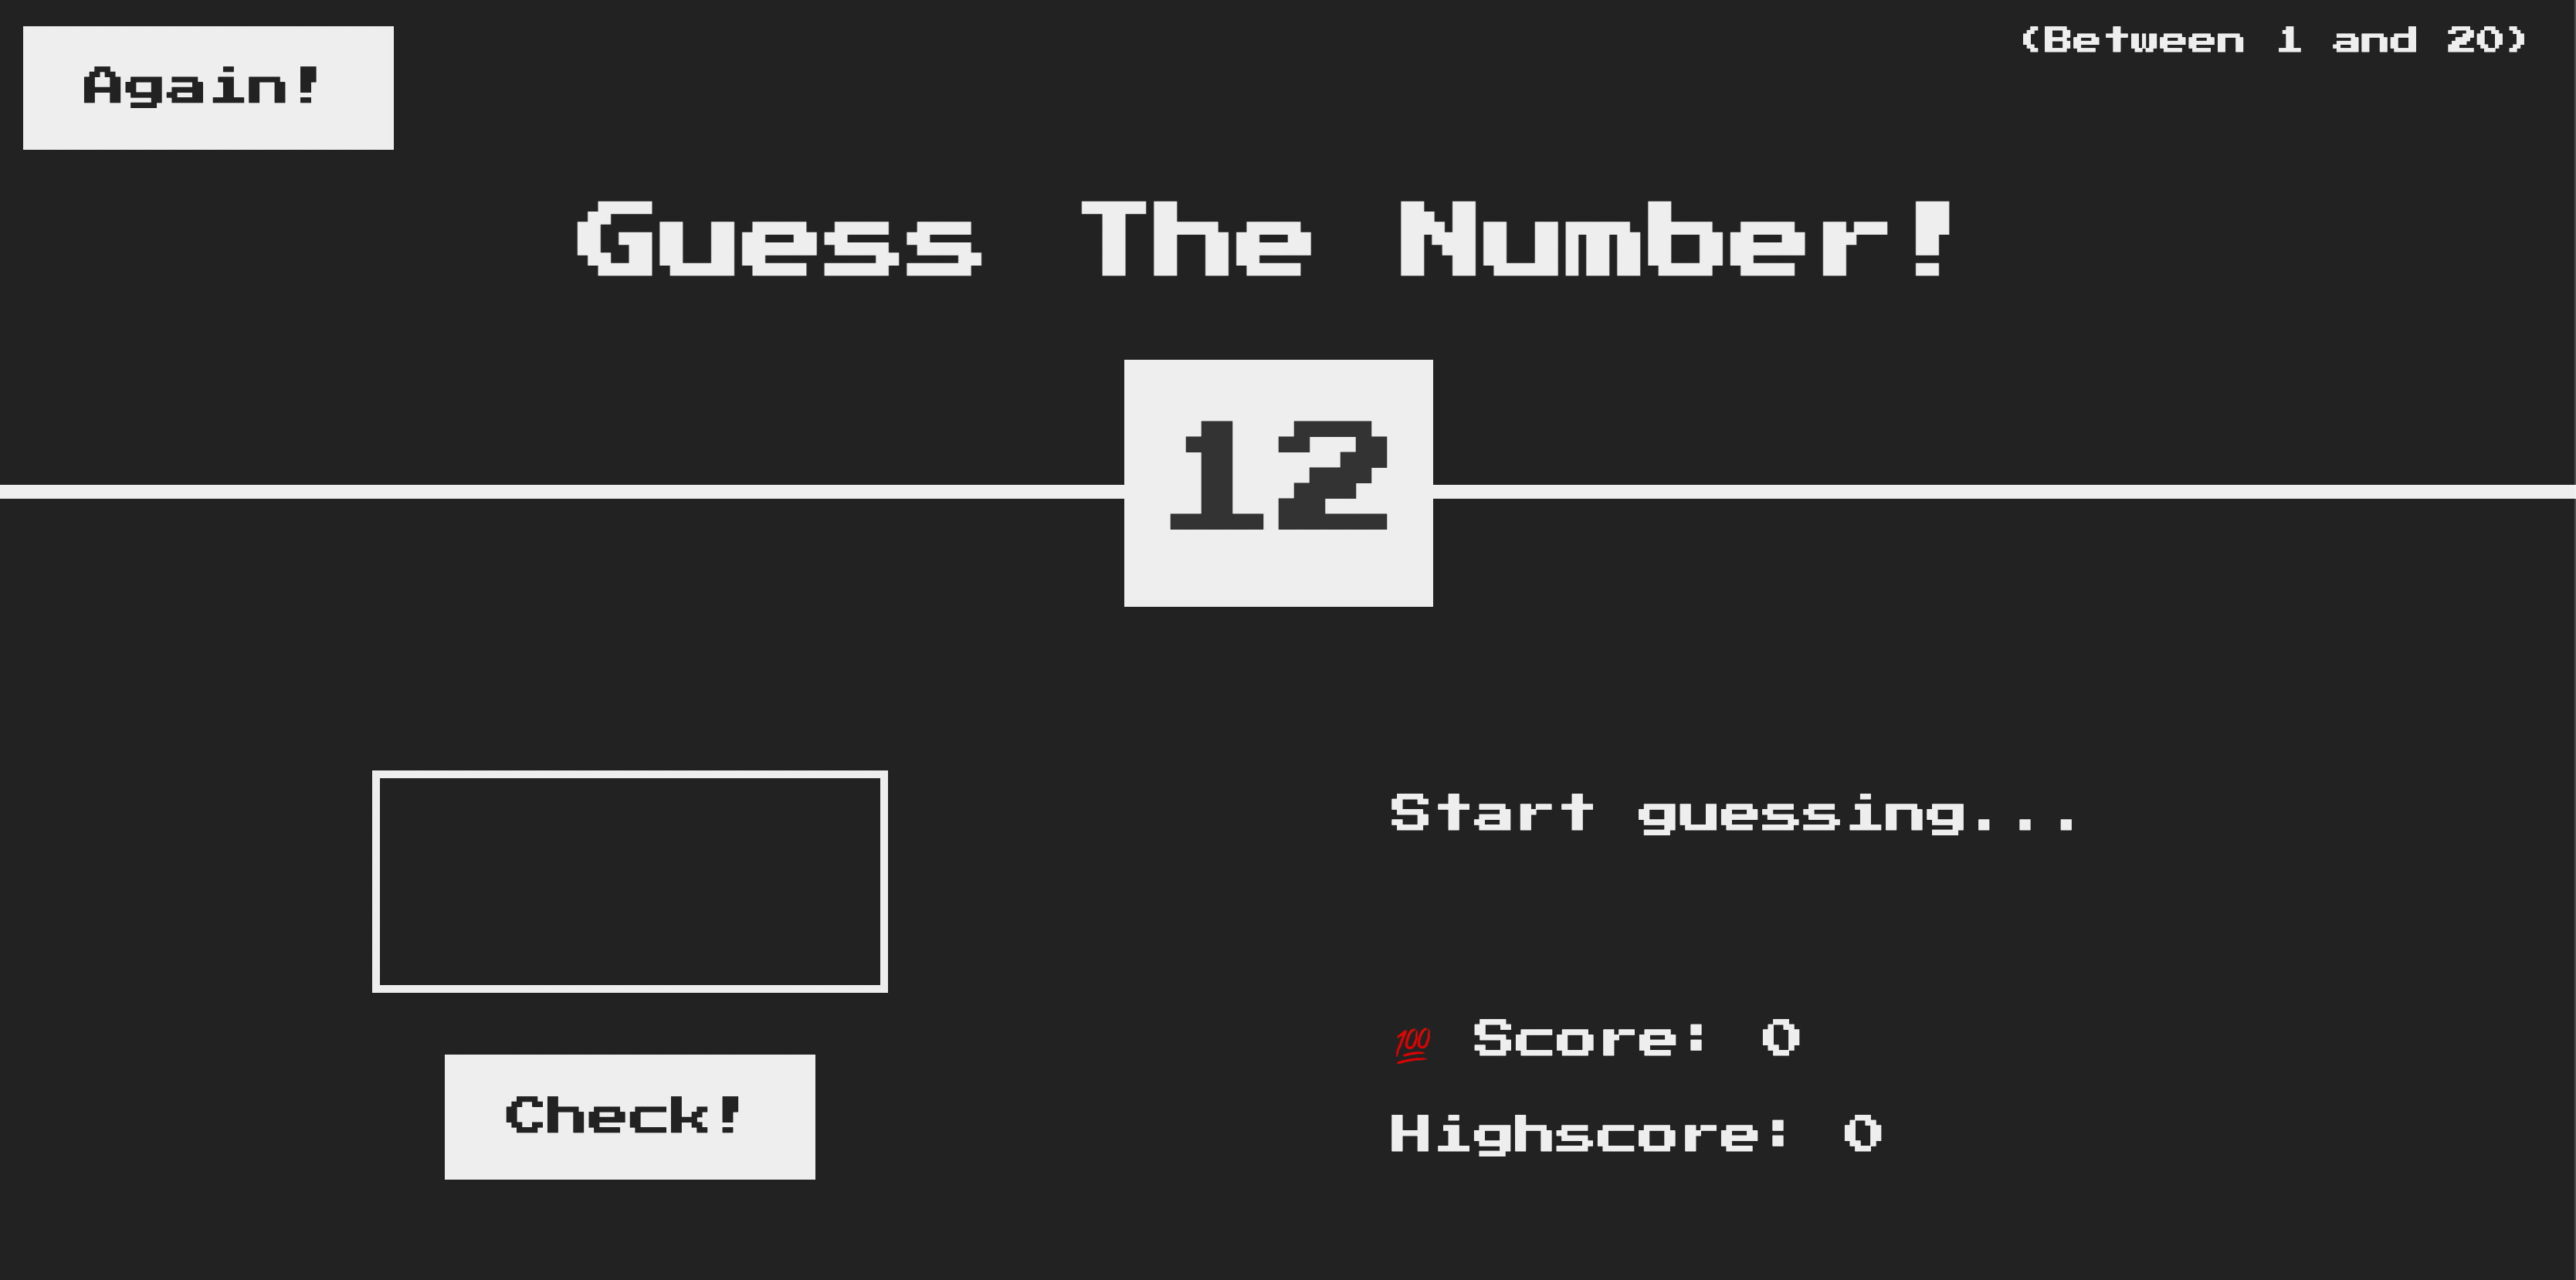 Again!
(Between 1 and 20)
Guess The Number!
12
Start guessing...
💯 Score: 0
Check!
Highscore: 0